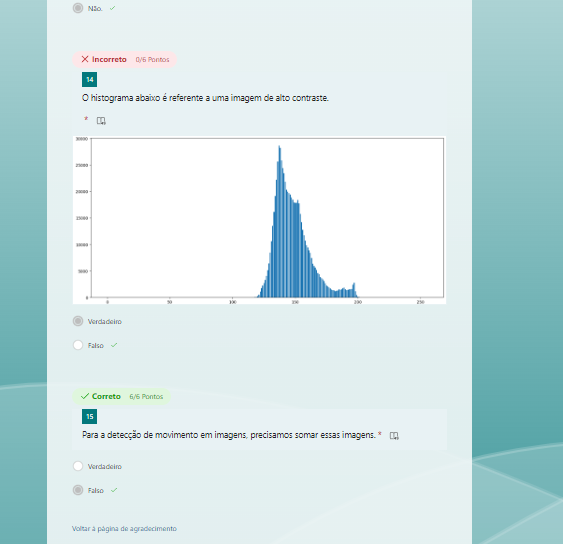 Não.
Incorreto 0/6 Pontos
14
O histograma abaixo é referente a uma imagem de alto contraste.
*
30000
25000
20000
15000
10000
5000
0
0 50 100 150 200 250
Verdadeiro
Falso
Correto 6/6 Pontos
15
Para a detecção de movimento em imagens, precisamos somar essas imagens. *
Verdadeiro
Falso
Voltar à página de agradecimento